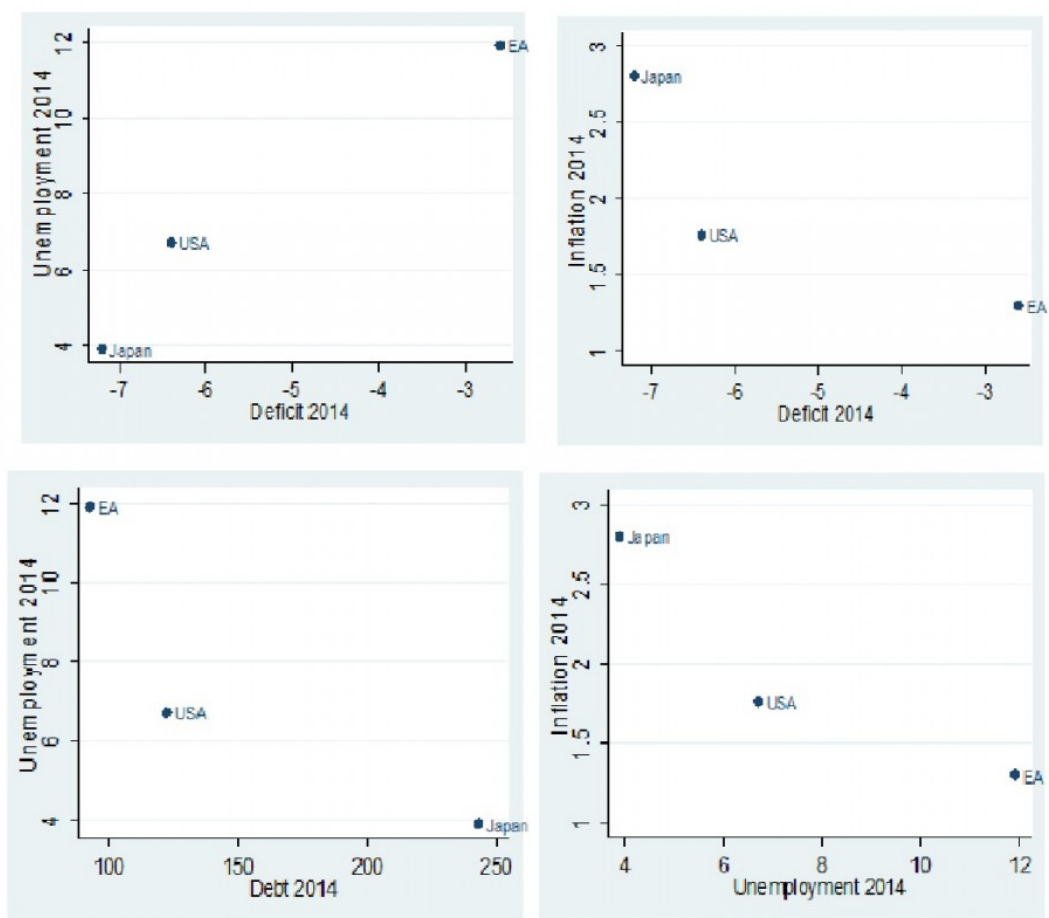 Unemployment 2014
12
10
8
6
4
EA
USA
Japan
-7 -6 -5 -4 -3
Deficit 2014
Inflation 2014
3
2.5
2
1.5
1
Japan
USA
EA
-7 -6 -5 -4 -3
Deficit 2014
Unemployment 2014
12
10
8
6
4
EA
USA
Japan
100 150 200 250
Debt 2014
Inflation 2014
3
2.5
2
1.5
1
Japan
USA
EA
4 6 8 10 12
Unemployment 2014